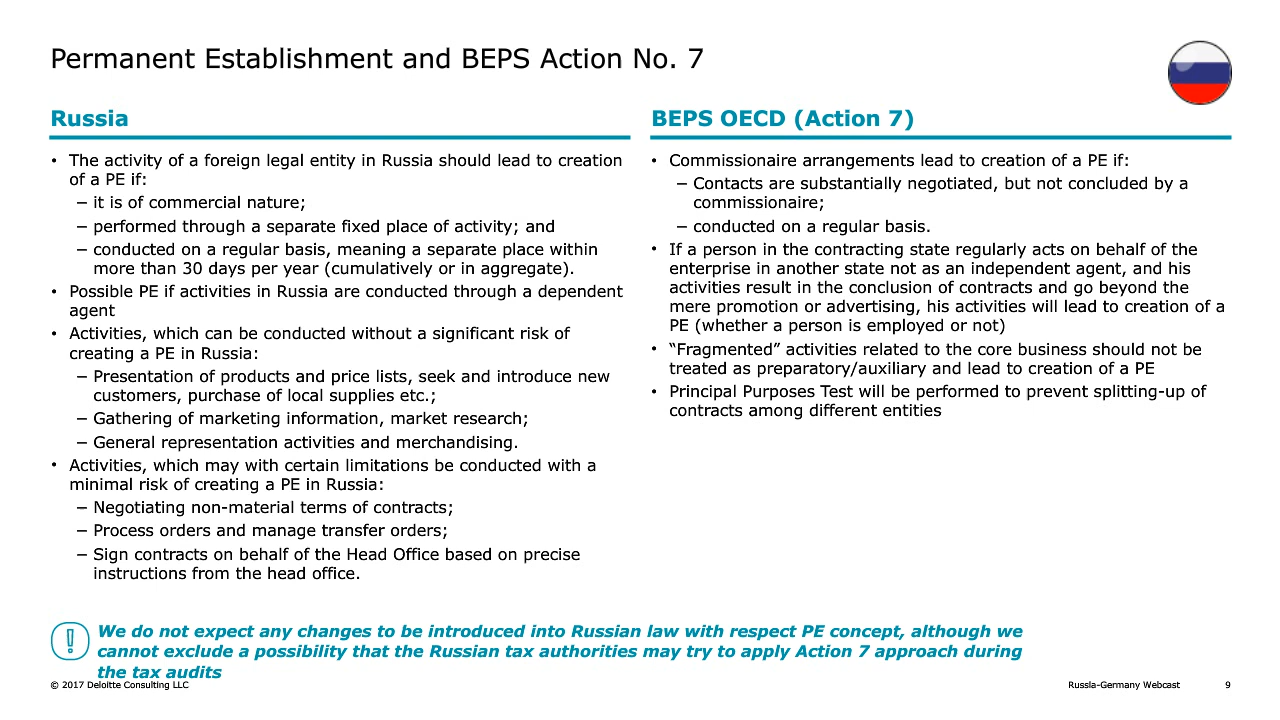 Permanent Establishment and BEPS Action No. 7
Russia
• The activity of a foreign legal entity in Russia should lead to creation
of a PE if:
– it is of commercial nature;
– performed through a separate fixed place of activity; and
– conducted on a regular basis, meaning a separate place within
more than 30 days per year (cumulatively or in aggregate).
• Possible PE if activities in Russia are conducted through a dependent
agent
• Activities, which can be conducted without a significant risk of
creating a PE in Russia:
– Presentation of products and price lists, seek and introduce new
customers, purchase of local supplies etc.;
– Gathering of marketing information, market research;
– General representation activities and merchandising.
• Activities, which may with certain limitations be conducted with a
minimal risk of creating a PE in Russia:
– Negotiating non-material terms of contracts;
– Process orders and manage transfer orders;
– Sign contracts on behalf of the Head Office based on precise
instructions from the head office.
BEPS OECD (Action 7)
• Commissionaire arrangements lead to creation of a PE if:
– Contacts are substantially negotiated, but not concluded by a
commissionaire;
– conducted on a regular basis.
• If a person in the contracting state regularly acts on behalf of the
enterprise in another state not as an independent agent, and his
activities result in the conclusion of contracts and go beyond the
mere promotion or advertising, his activities will lead to creation of a
PE (whether a person is employed or not)
• “Fragmented” activities related to the core business should not be
treated as preparatory/auxiliary and lead to creation of a PE
• Principal Purposes Test will be performed to prevent splitting-up of
contracts among different entities
! We do not expect any changes to be introduced into Russian law with respect PE concept, although we
cannot exclude a possibility that the Russian tax authorities may try to apply Action 7 approach during
the tax audits
© 2017 Deloitte Consulting LLC
Russia-Germany Webcast
9